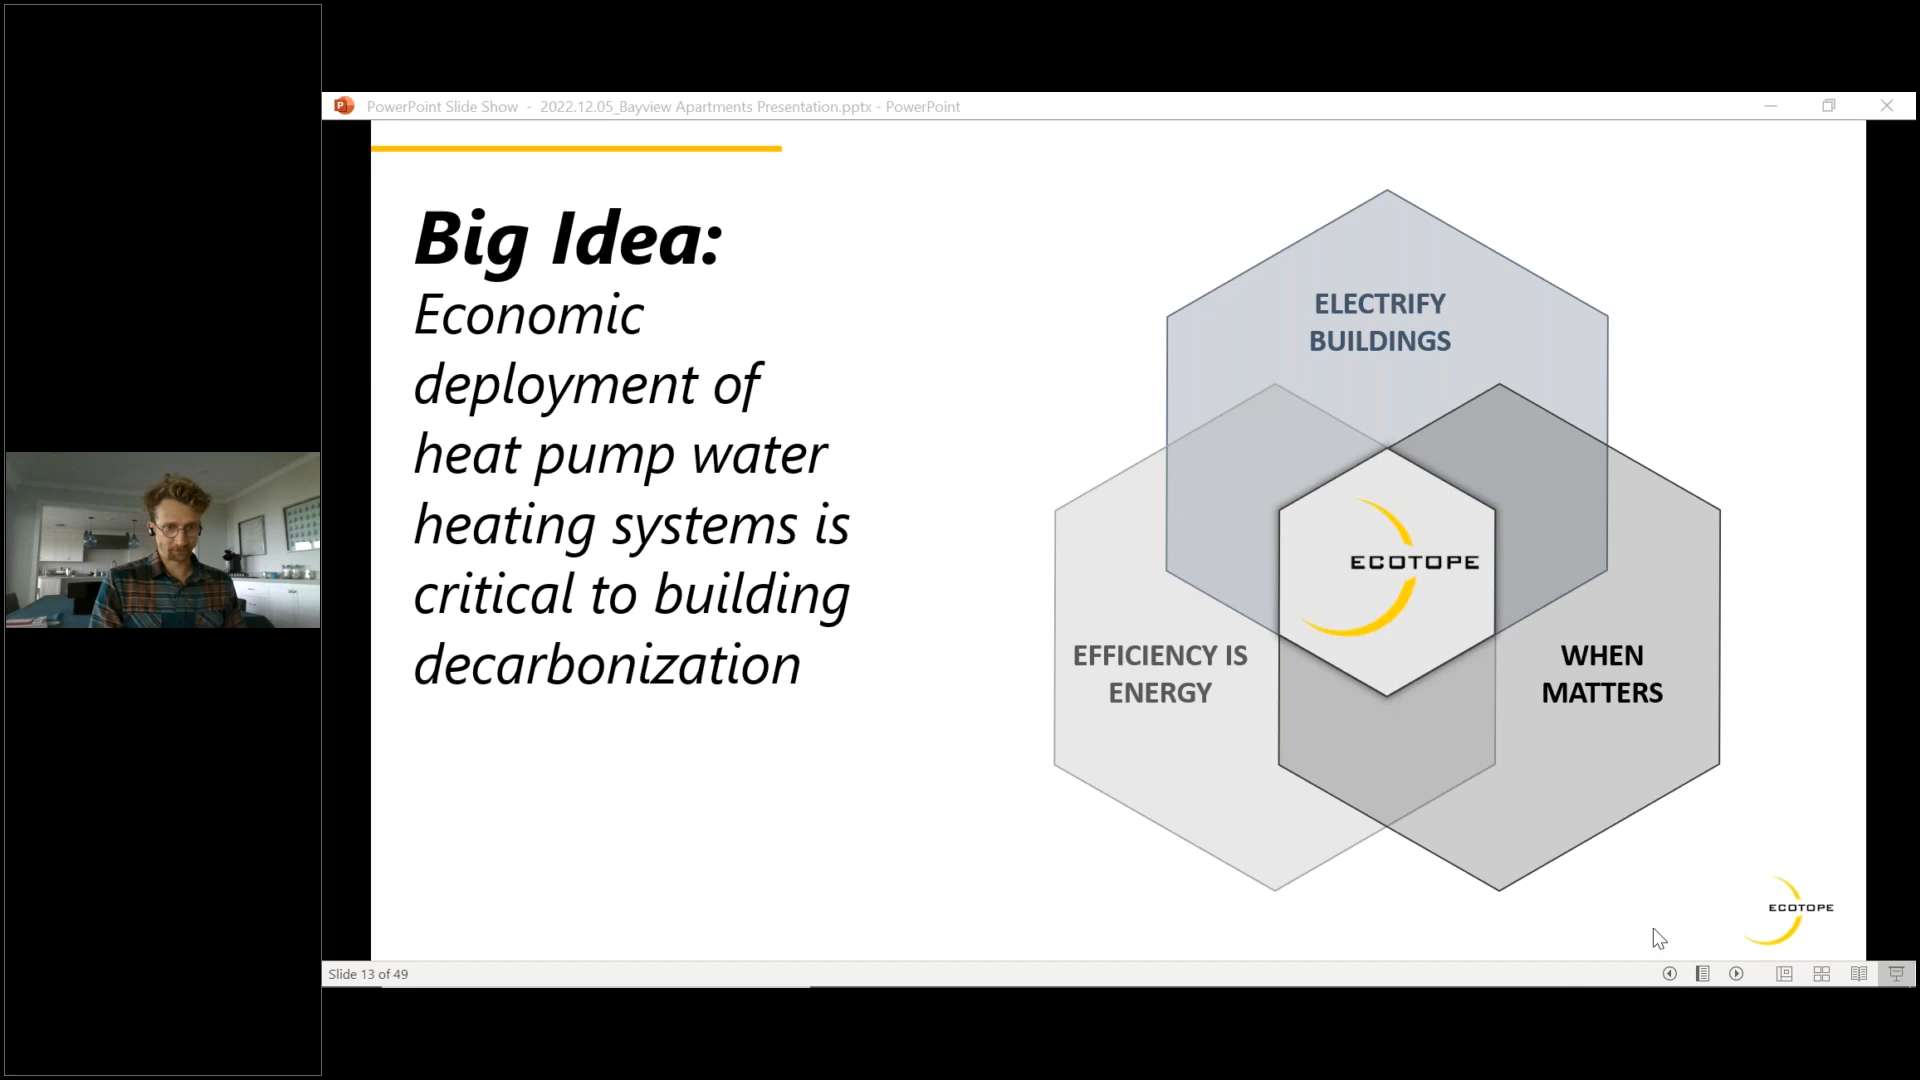 PowerPoint Slide Show - 2022.12.05_Bayview Apartments Presentation.pptx - PowerPoint
Big Idea:
Economic
deployment of
heat pump water
heating systems is
critical to building
decarbonization
ELECTRIFY
BUILDINGS
ECOTOPE
EFFICIENCY IS
ENERGY
WHEN
MATTERS
ECOTOPE
Slide 13 of 49